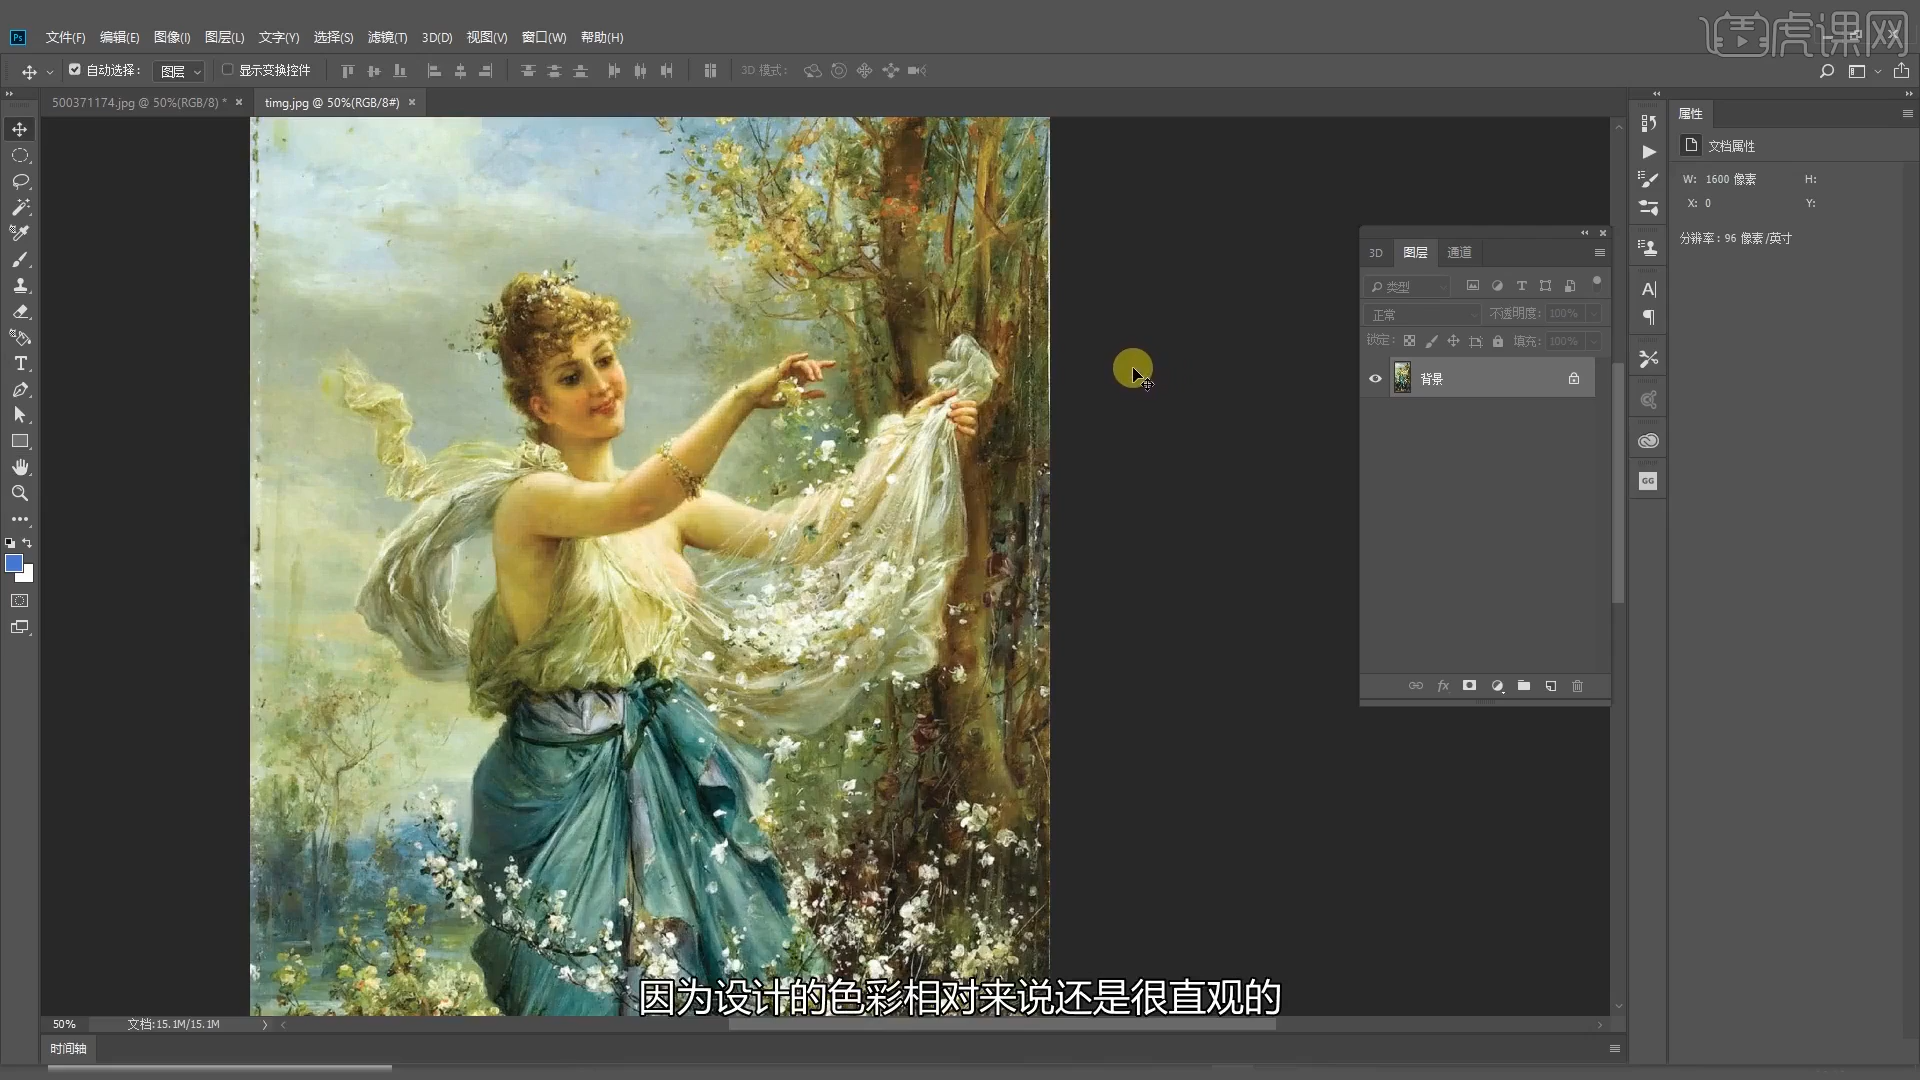 虎课网
Ps 文件(F) 编辑(E) 图像(I) 图层(L) 文字(Y) 选择(S) 滤镜(T) 3D(D) 视图(V) 窗口(W) 帮助(H)
自动选择: 图层 显示变换控件 3D 模式:
500371174.jpg @ 50%(RGB/8) * × timg.jpg @ 50%(RGB/8#) ×
属性
文档属性
W: 1600 像素 H:
X: 0 Y:
分辨率: 96 像素/英寸
3D 图层 通道
类型
正常 不透明度: 100%
锁定: 填充: 100%
背景
fx
GG
因为设计的色彩相对来说还是很直观的
50% 文档:15.1M/15.1M
时间轴